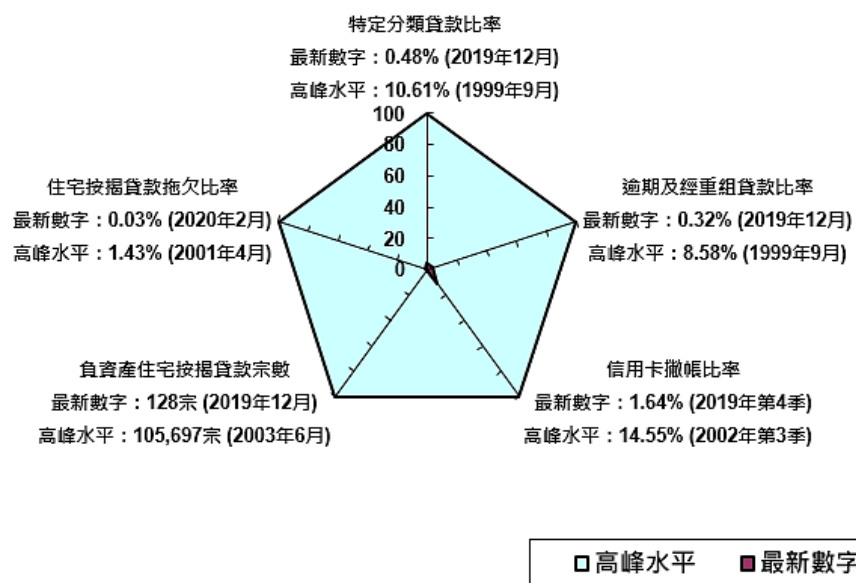 特定分類貸款比率
最新數字：0.48% (2019年12月)
高峰水平：10.61% (1999年9月)
100
80
60
40
20
0
逾期及經重組貸款比率
最新數字：0.32% (2019年12月)
高峰水平：8.58% (1999年9月)
信用卡撇帳比率
最新數字：1.64% (2019年第4季)
高峰水平：14.55% (2002年第3季)
負資產住宅按揭貸款宗數
最新數字：128宗 (2019年12月)
高峰水平：105,697宗 (2003年6月)
住宅按揭貸款拖欠比率
最新數字：0.03% (2020年2月)
高峰水平：1.43% (2001年4月)
高峰水平
最新數字